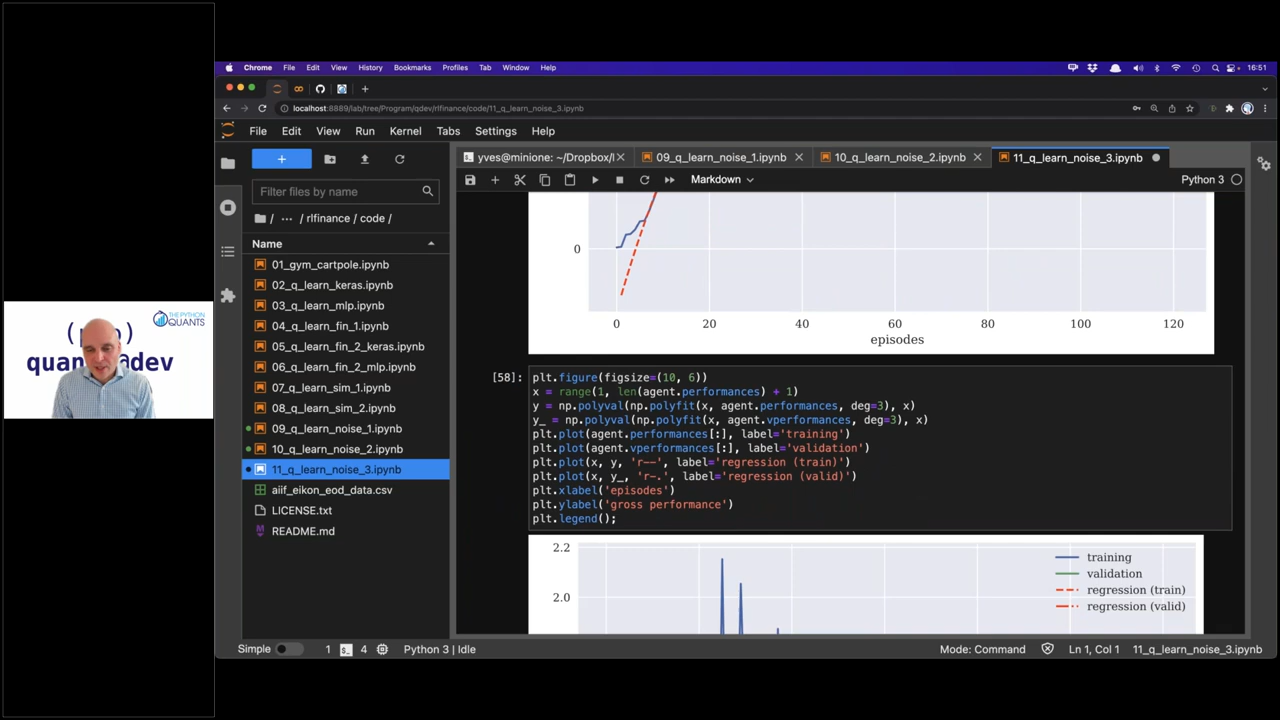 Chrome File Edit View History Bookmarks Profiles Tab Window Help 16:51
localhost:8889/lab/tree/Program/qdev/rlfinance/code/11_q_learn_noise_3.ipynb
File Edit View Run Kernel Tabs Settings Help
yves@minione: ~/Dropbox/ 09_q_learn_noise_1.ipynb 10_q_learn_noise_2.ipynb 11_q_learn_noise_3.ipynb
Markdown Python 3
Filter files by name
/ ... / rlfinance / code /
Name
01_gym_cartpole.ipynb
02_q_learn_keras.ipynb
03_q_learn_mlp.ipynb
04_q_learn_fin_1.ipynb
05_q_learn_fin_2_keras.ipynb
06_q_learn_fin_2_mlp.ipynb
07_q_learn_sim_1.ipynb
08_q_learn_sim_2.ipynb
09_q_learn_noise_1.ipynb
10_q_learn_noise_2.ipynb
11_q_learn_noise_3.ipynb
aiif_eikon_eod_data.csv
LICENSE.txt
README.md
0
0 20 40 60 80 100 120
episodes
[58]:
plt.figure(figsize=(10, 6))
x = range(1, len(agent.performances) + 1)
y = np.polyval(np.polyfit(x, agent.performances, deg=3), x)
y_ = np.polyval(np.polyfit(x, agent.vperformances, deg=3), x)
plt.plot(agent.performances[:], label='training')
plt.plot(agent.vperformances[:], label='validation')
plt.plot(x, y, 'r--', label='regression (train)')
plt.plot(x, y_, 'r-.', label='regression (valid)')
plt.xlabel('episodes')
plt.ylabel('gross performance')
plt.legend();
2.2
2.0
training
validation
regression (train)
regression (valid)
THE PYTHON
QUANTS
Simple 1 4 Python 3 | Idle Mode: Command Ln 1, Col 1 11_q_learn_noise_3.ipynb